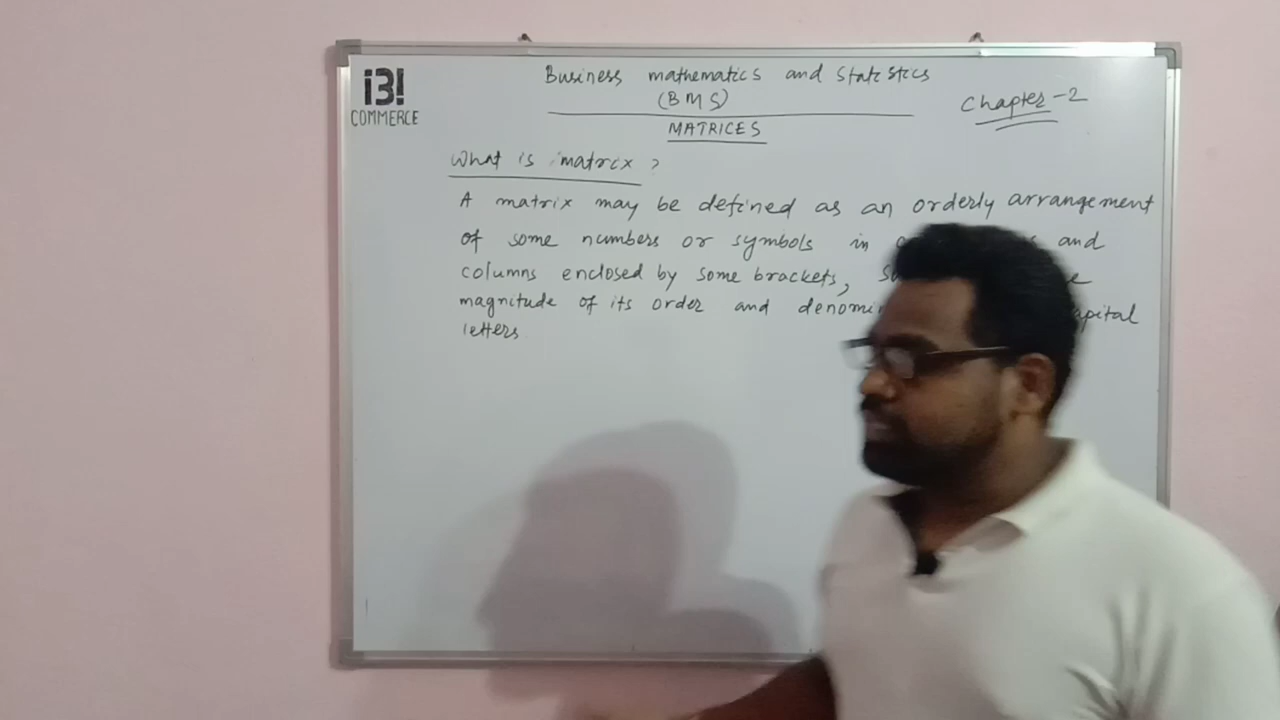 i3!
COMMERCE
Business mathematics and Statistics
(BMS)
Chapter-2
MATRICES
What is matrix ?
A matrix may be defined as an orderly arrangement
of some numbers or symbols in and
columns enclosed by some brackets,
magnitude of its order and
letters